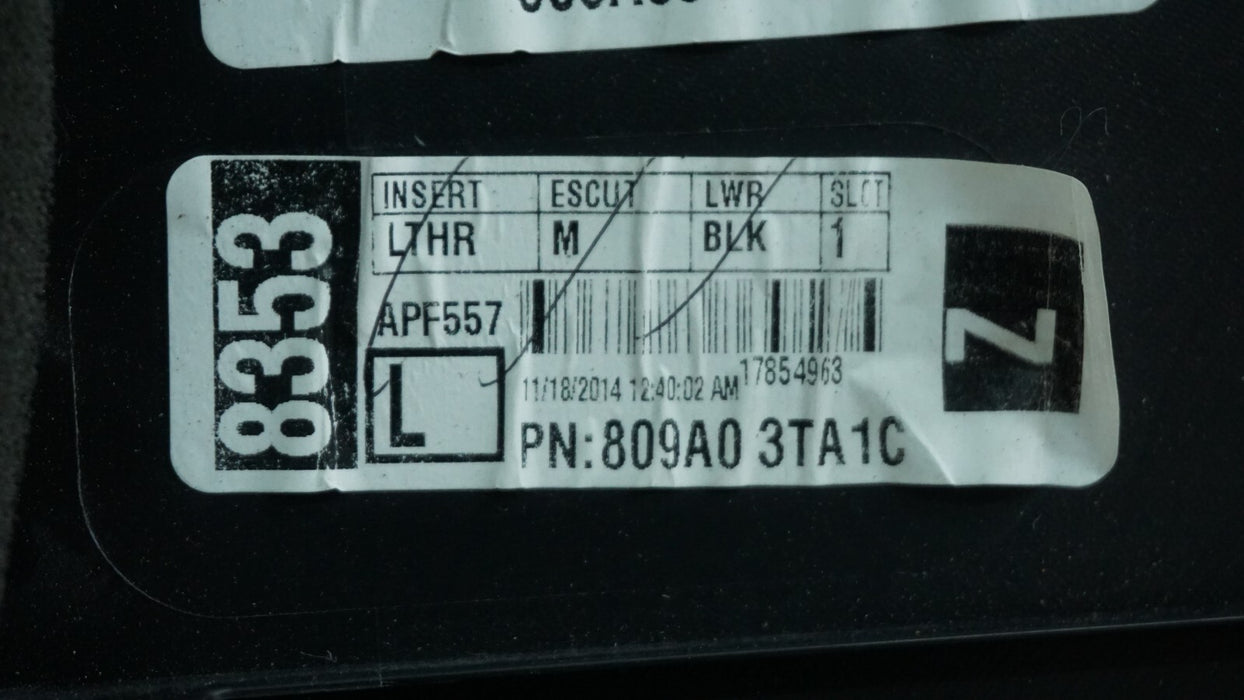 8353
INSERT ESCUT LWR SLCT
LTHR M BLK 1
APF557
L
11/18/2014 12:40:02 AM 17854963
PN:809A0 3TA1C
Z